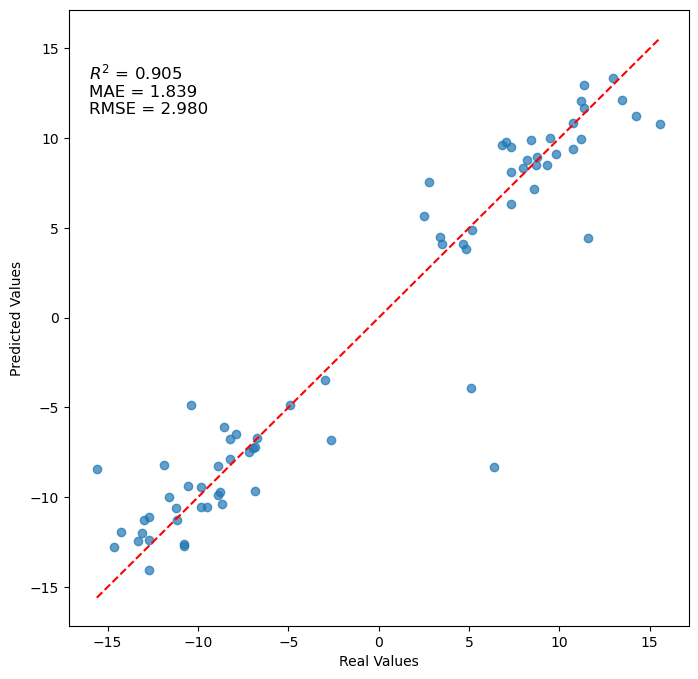 R² = 0.905
MAE = 1.839
RMSE = 2.980
15
10
5
0
−5
−10
−15
Predicted Values
−15 −10 −5 0 5 10 15
Real Values